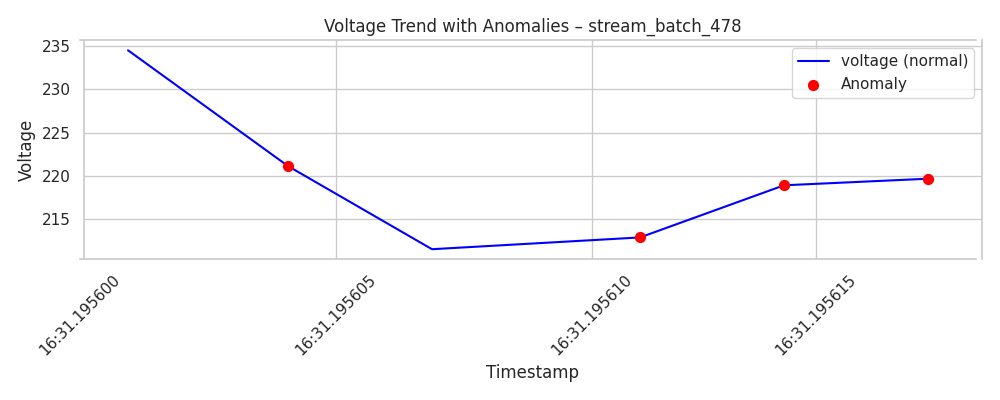 Voltage Trend with Anomalies – stream_batch_478
voltage (normal)
Anomaly
Voltage
235
230
225
220
215
16:31.195600
16:31.195605
16:31.195610
16:31.195615
Timestamp